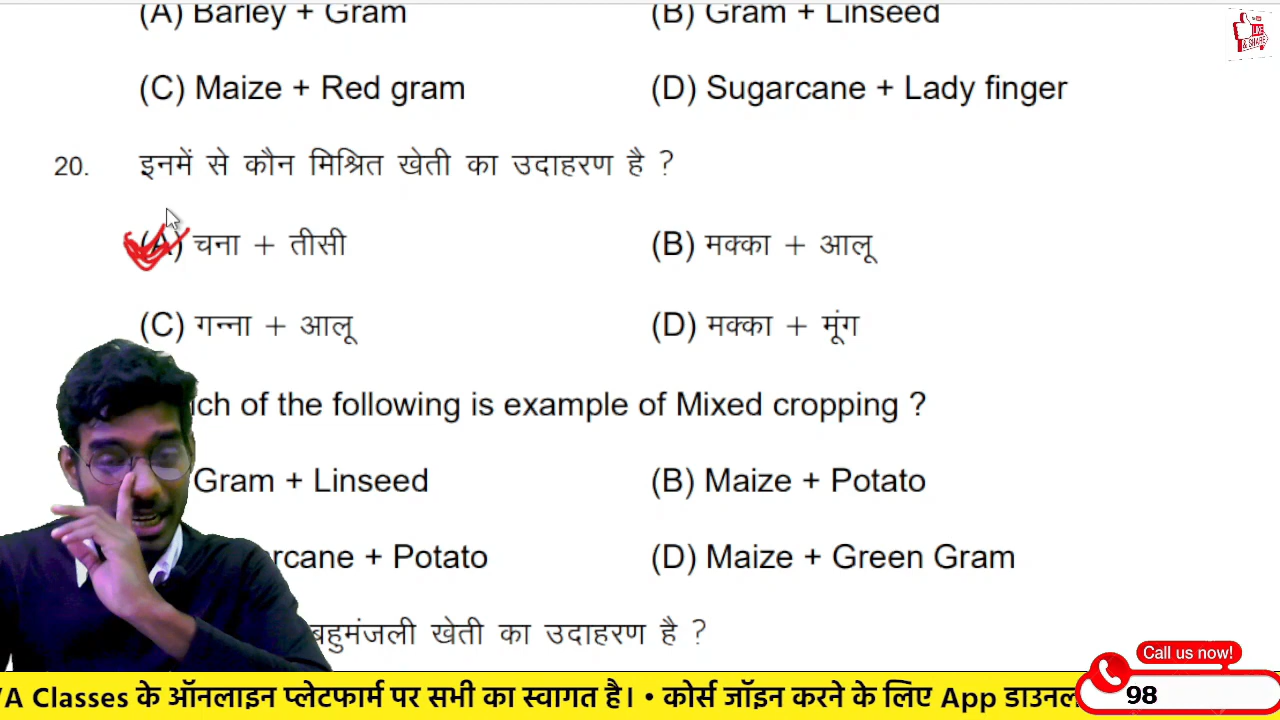 (A) Barley + Gram (B) Gram + Linseed
LIKE
& SHARE
(C) Maize + Red gram (D) Sugarcane + Lady finger
20. इनमें से कौन मिश्रित खेती का उदाहरण है ?
(A) चना + तीसी (B) मक्का + आलू
(C) गन्ना + आलू (D) मक्का + मूंग
ich of the following is example of Mixed cropping ?
Gram + Linseed (B) Maize + Potato
rcane + Potato (D) Maize + Green Gram
बहुमंजली खेती का उदाहरण है ?
Call us now!
/A Classes के ऑनलाइन प्लेटफार्म पर सभी का स्वागत है। • कोर्स जॉइन करने के लिए App डाउनल
98